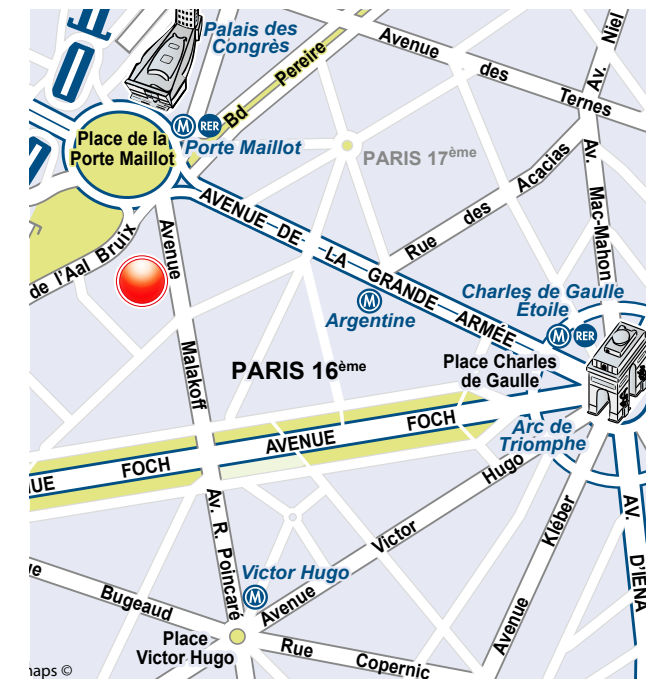 Palais des
Congrès
Avenue des Ternes
Av. Niel
Bd Pereire
M RER
Porte Maillot
Place de la
Porte Maillot
PARIS 17ème
Rue des Acacias
Av. Mac-Mahon
AVENUE DE LA GRANDE ARMÉE
de l'Aal Bruix
Avenue Malakoff
M
Argentine
Charles de Gaulle
Étoile
M RER
PARIS 16ème
Place Charles
de Gaulle
Arc de
Triomphe
UE FOCH AVENUE FOCH
Avenue Victor Hugo
Avenue Kléber
AV. D'IENA
Av. R. Poincaré
Victor Hugo
M
Bugeaud
Place
Victor Hugo
Rue Copernic
maps ©